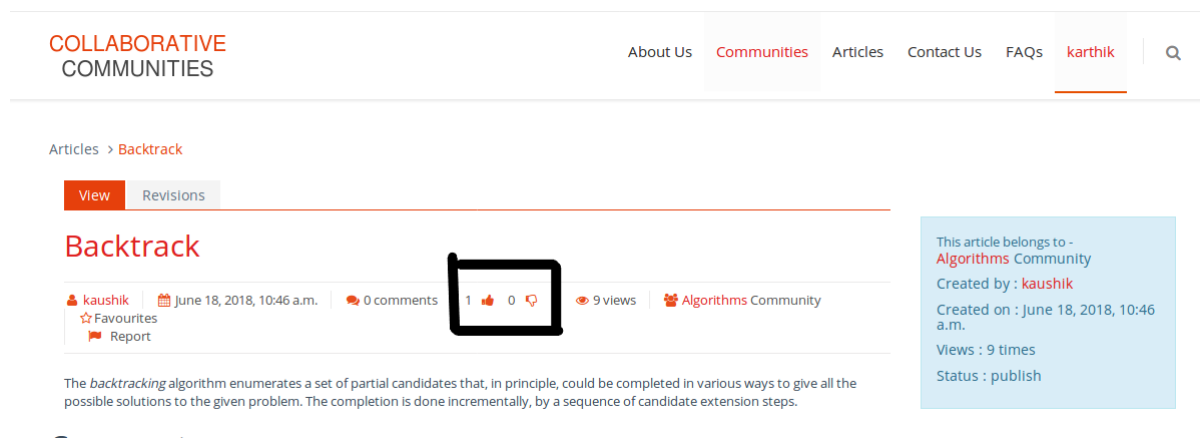 COLLABORATIVE
COMMUNITIES
About Us Communities Articles Contact Us FAQs karthik
Articles > Backtrack
View Revisions
Backtrack
kaushik June 18, 2018, 10:46 a.m. 0 comments 1 0 9 views Algorithms Community
Favourites
Report
The backtracking algorithm enumerates a set of partial candidates that, in principle, could be completed in various ways to give all the
possible solutions to the given problem. The completion is done incrementally, by a sequence of candidate extension steps.
This article belongs to -
Algorithms Community
Created by : kaushik
Created on : June 18, 2018, 10:46
a.m.
Views : 9 times
Status : publish